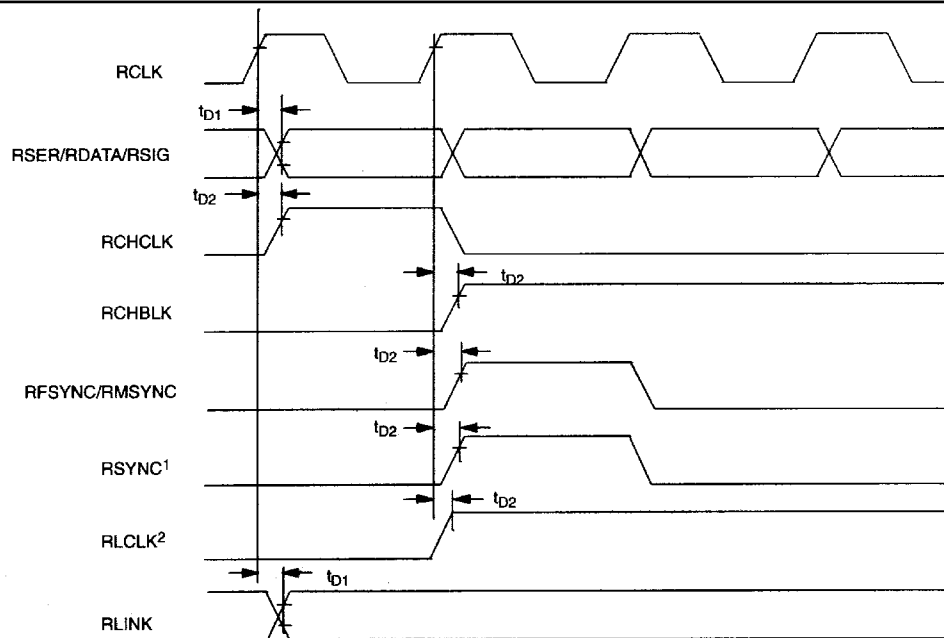 RCLK
tD1
RSER/RDATA/RSIG
tD2
RCHCLK
tD2
RCHBLK
tD2
RFSYNC/RMSYNC
tD2
RSYNC1
tD2
RLCLK2
tD1
RLINK